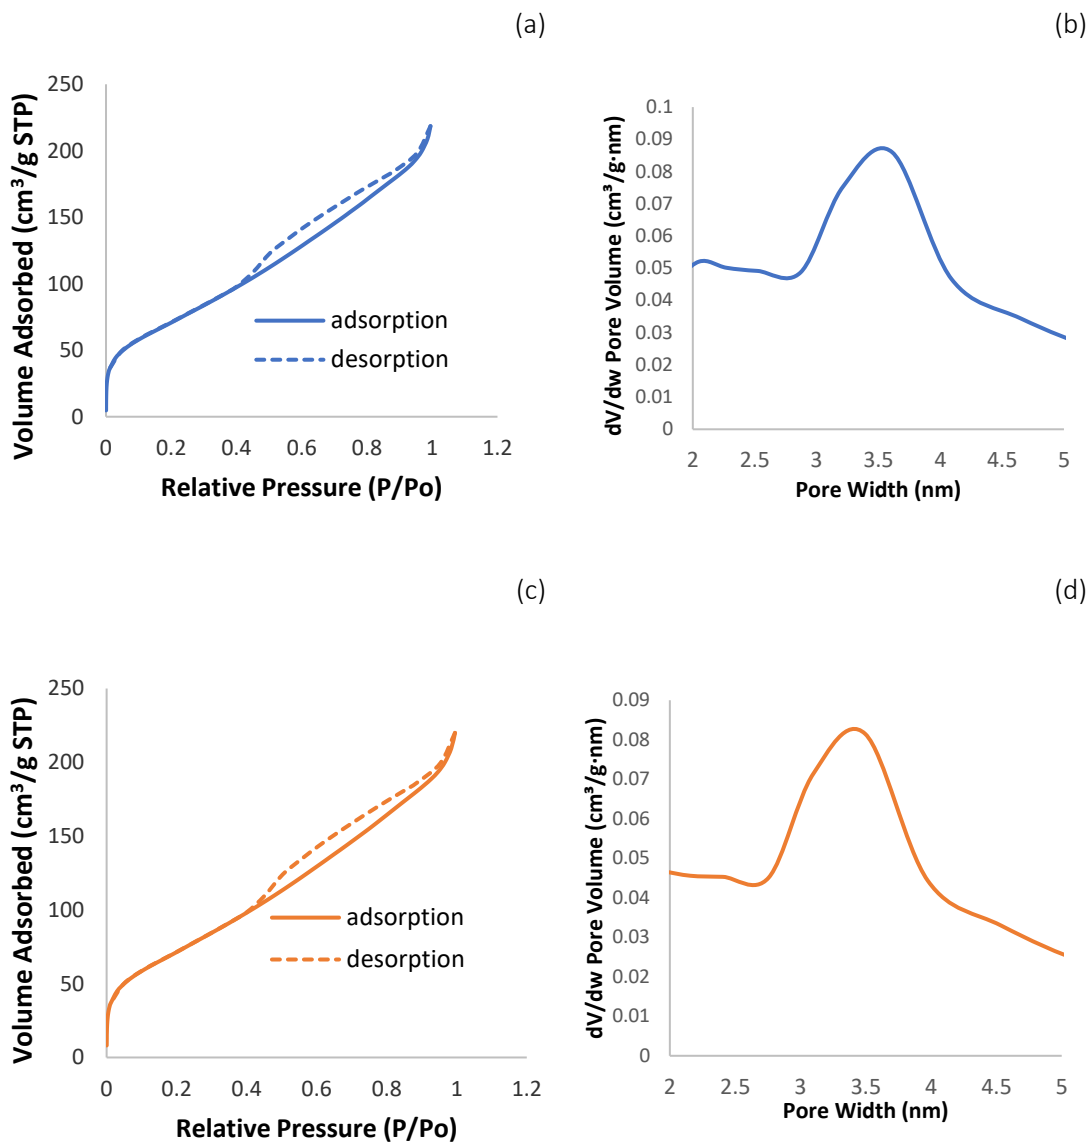 (a)
(b)
Volume Adsorbed (cm³/g STP)
250
200
150
100
50
0
adsorption
desorption
0 0.2 0.4 0.6 0.8 1 1.2
Relative Pressure (P/Po)
dV/dw Pore Volume (cm³/g·nm)
0.1
0.09
0.08
0.07
0.06
0.05
0.04
0.03
0.02
0.01
0
2 2.5 3 3.5 4 4.5 5
Pore Width (nm)
(c)
(d)
Volume Adsorbed (cm³/g STP)
250
200
150
100
50
0
adsorption
desorption
0 0.2 0.4 0.6 0.8 1 1.2
Relative Pressure (P/Po)
dV/dw Pore Volume (cm³/g·nm)
0.09
0.08
0.07
0.06
0.05
0.04
0.03
0.02
0.01
0
2 2.5 3 3.5 4 4.5 5
Pore Width (nm)